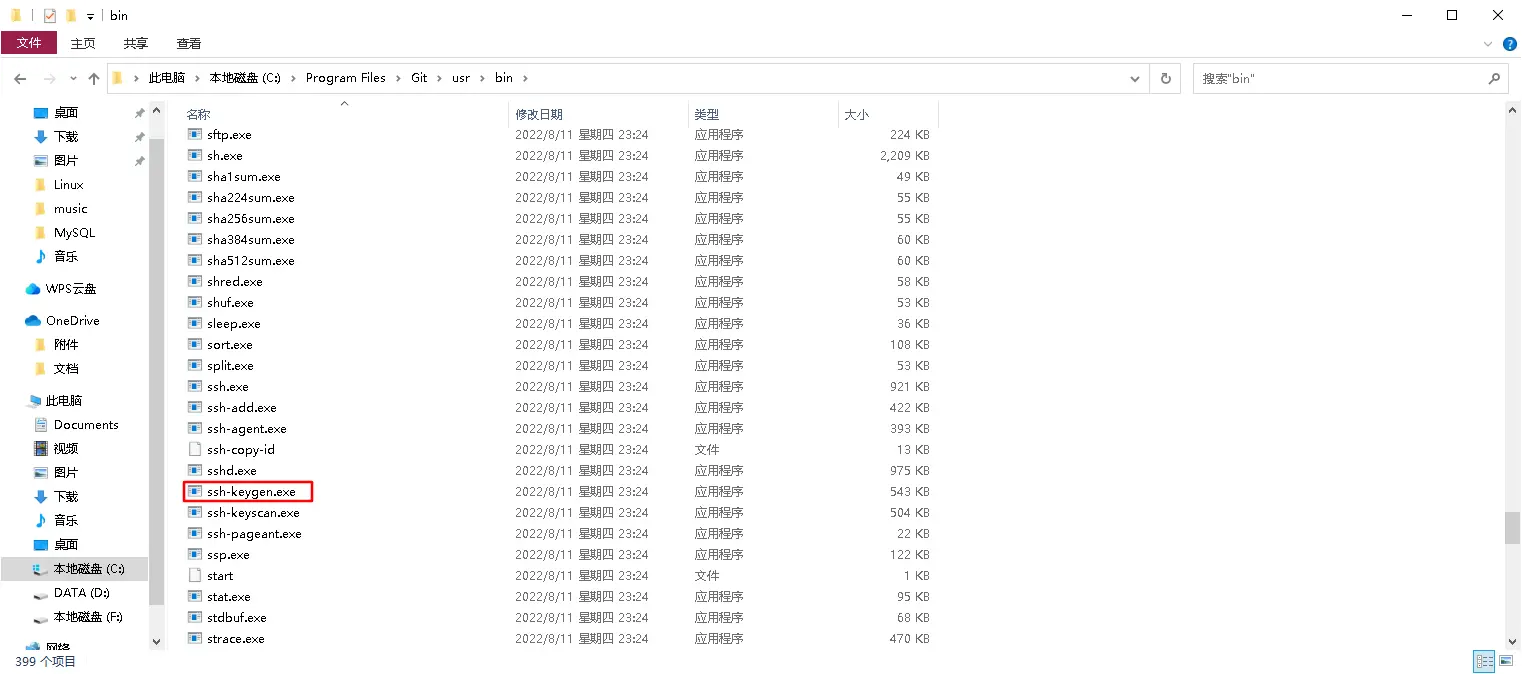 bin
文件 主页 共享 查看
此电脑 本地磁盘 (C:) Program Files Git usr bin 搜索"bin"
桌面
下载
图片
Linux
music
MySQL
音乐
WPS云盘
OneDrive
附件
文档
此电脑
Documents
视频
图片
下载
音乐
桌面
本地磁盘 (C:)
DATA (D:)
本地磁盘 (F:)
网络
名称 修改日期 类型 大小
sftp.exe 2022/8/11 星期四 23:24 应用程序 224 KB
sh.exe 2022/8/11 星期四 23:24 应用程序 2,209 KB
sha1sum.exe 2022/8/11 星期四 23:24 应用程序 49 KB
sha224sum.exe 2022/8/11 星期四 23:24 应用程序 55 KB
sha256sum.exe 2022/8/11 星期四 23:24 应用程序 55 KB
sha384sum.exe 2022/8/11 星期四 23:24 应用程序 60 KB
sha512sum.exe 2022/8/11 星期四 23:24 应用程序 60 KB
shred.exe 2022/8/11 星期四 23:24 应用程序 58 KB
shuf.exe 2022/8/11 星期四 23:24 应用程序 53 KB
sleep.exe 2022/8/11 星期四 23:24 应用程序 36 KB
sort.exe 2022/8/11 星期四 23:24 应用程序 108 KB
split.exe 2022/8/11 星期四 23:24 应用程序 53 KB
ssh.exe 2022/8/11 星期四 23:24 应用程序 921 KB
ssh-add.exe 2022/8/11 星期四 23:24 应用程序 422 KB
ssh-agent.exe 2022/8/11 星期四 23:24 应用程序 393 KB
ssh-copy-id 2022/8/11 星期四 23:24 文件 13 KB
sshd.exe 2022/8/11 星期四 23:24 应用程序 975 KB
ssh-keygen.exe 2022/8/11 星期四 23:24 应用程序 543 KB
ssh-keyscan.exe 2022/8/11 星期四 23:24 应用程序 504 KB
ssh-pageant.exe 2022/8/11 星期四 23:24 应用程序 22 KB
ssp.exe 2022/8/11 星期四 23:24 应用程序 122 KB
start 2022/8/11 星期四 23:24 文件 1 KB
stat.exe 2022/8/11 星期四 23:24 应用程序 95 KB
stdbuf.exe 2022/8/11 星期四 23:24 应用程序 68 KB
strace.exe 2022/8/11 星期四 23:24 应用程序 470 KB
399 个项目